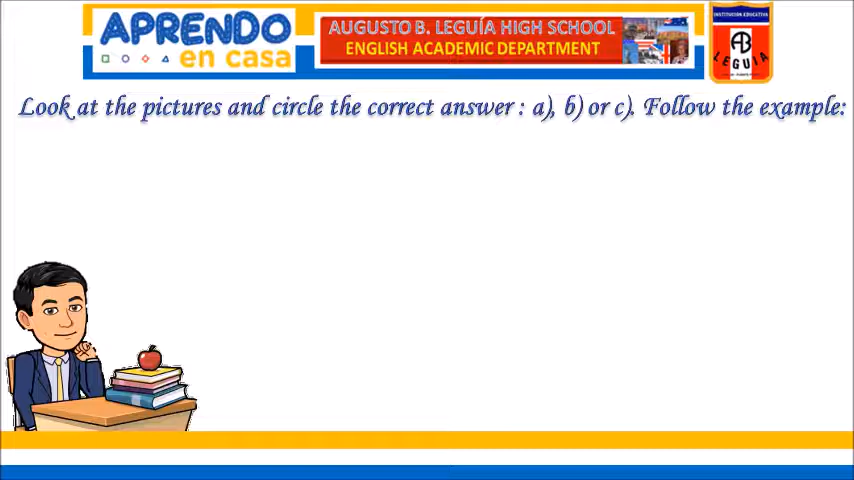 APRENDO
en casa
AUGUSTO B. LEGUÍA HIGH SCHOOL
ENGLISH ACADEMIC DEPARTMENT
INSTITUCIÓN EDUCATIVA
AB
LEGUIA
Look at the pictures and circle the correct answer : a), b) or c). Follow the example: